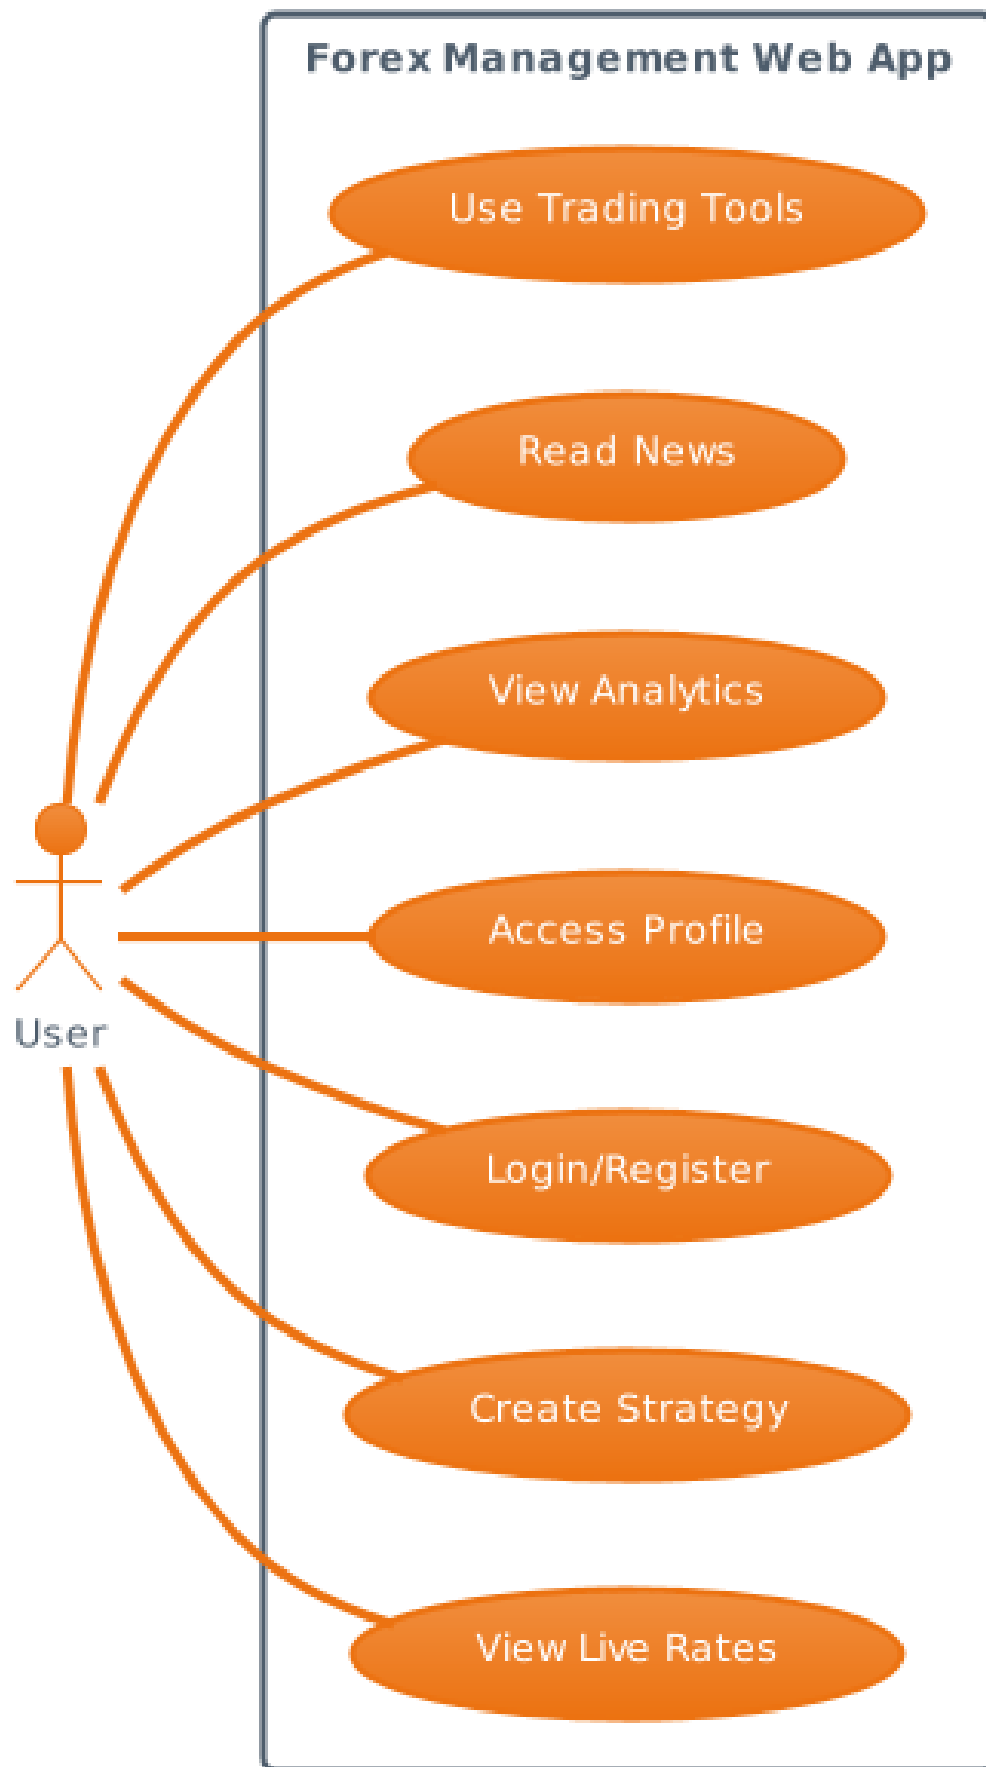 Forex Management Web App
Use Trading Tools
Read News
View Analytics
Access Profile
User
Login/Register
Create Strategy
View Live Rates